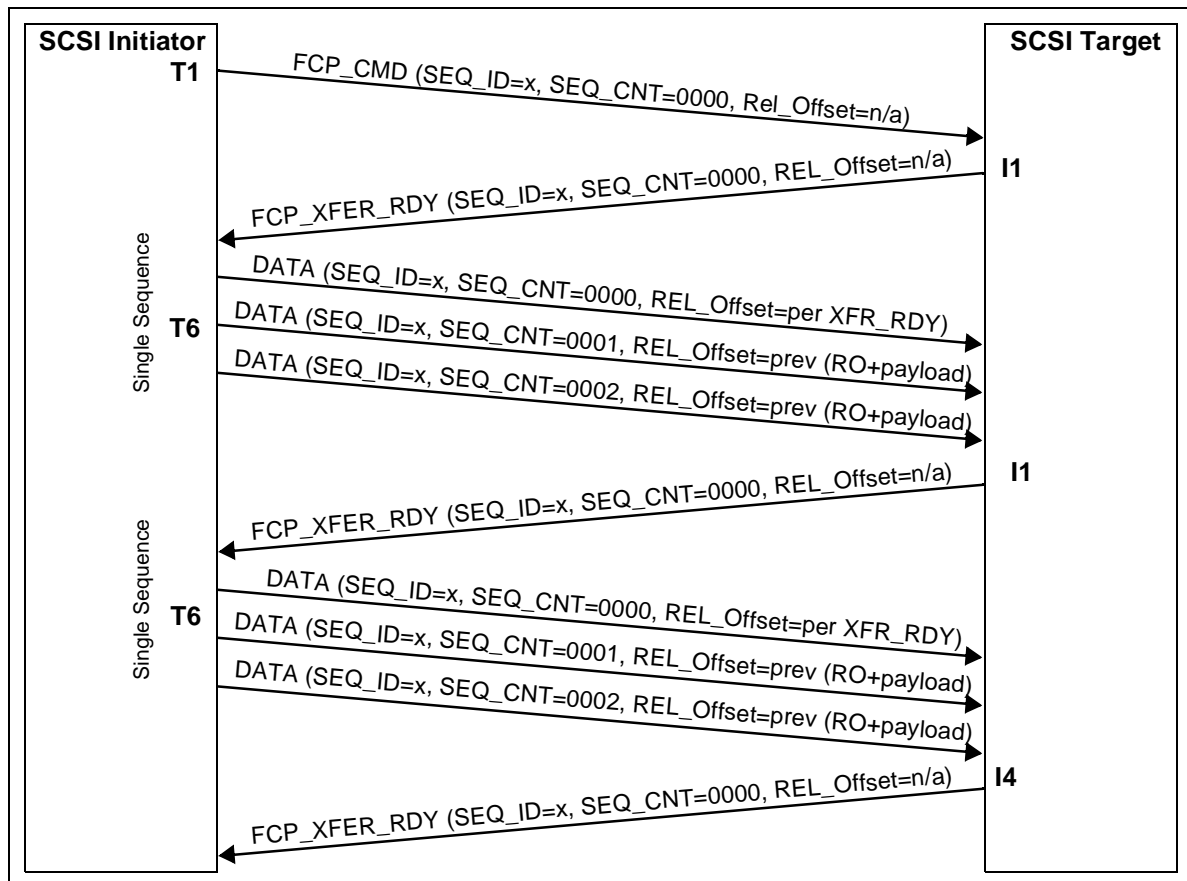 SCSI Initiator
SCSI Target
T1
FCP_CMD (SEQ_ID=x, SEQ_CNT=0000, Rel_Offset=n/a)
I1
FCP_XFER_RDY (SEQ_ID=x, SEQ_CNT=0000, REL_Offset=n/a)
Single Sequence
T6
DATA (SEQ_ID=x, SEQ_CNT=0000, REL_Offset=per XFR_RDY)
DATA (SEQ_ID=x, SEQ_CNT=0001, REL_Offset=prev (RO+payload)
DATA (SEQ_ID=x, SEQ_CNT=0002, REL_Offset=prev (RO+payload)
I1
FCP_XFER_RDY (SEQ_ID=x, SEQ_CNT=0000, REL_Offset=n/a)
Single Sequence
T6
DATA (SEQ_ID=x, SEQ_CNT=0000, REL_Offset=per XFR_RDY)
DATA (SEQ_ID=x, SEQ_CNT=0001, REL_Offset=prev (RO+payload)
DATA (SEQ_ID=x, SEQ_CNT=0002, REL_Offset=prev (RO+payload)
I4
FCP_XFER_RDY (SEQ_ID=x, SEQ_CNT=0000, REL_Offset=n/a)